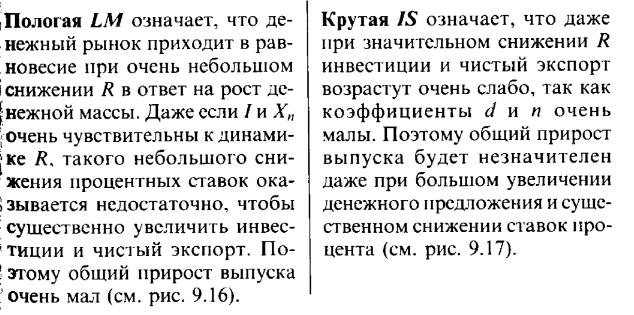 Пологая LM означает, что де-
нежный рынок приходит в рав-
новесие при очень небольшом
снижении R в ответ на рост де-
нежной массы. Даже если I и Xn
очень чувствительны к динами-
ке R, такого небольшого сни-
жения процентных ставок ока-
зывается недостаточно, чтобы
существенно увеличить инвес-
тиции и чистый экспорт. По-
этому общий прирост выпуска
очень мал (см. рис. 9.16).
Крутая IS означает, что даже
при значительном снижении R
инвестиции и чистый экспорт
возрастут очень слабо, так как
коэффициенты d и n очень
малы. Поэтому общий прирост
выпуска будет незначителен
даже при большом увеличении
денежного предложения и суще-
ственном снижении ставок про-
цента (см. рис. 9.17).